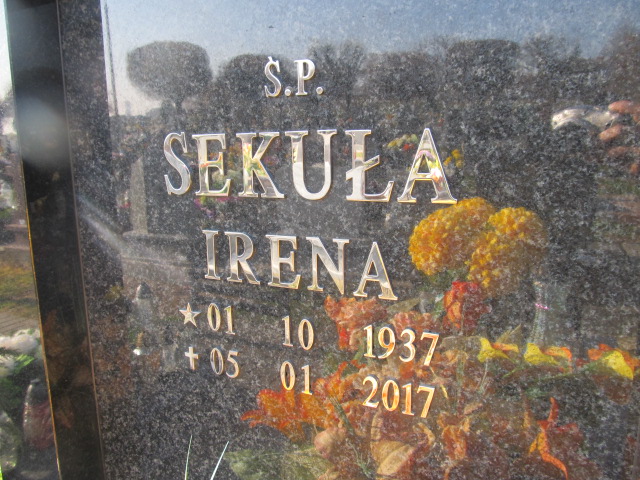 Ś.P.
SEKUŁA
IRENA
★ 01 10 1937
✝ 05 01 2017